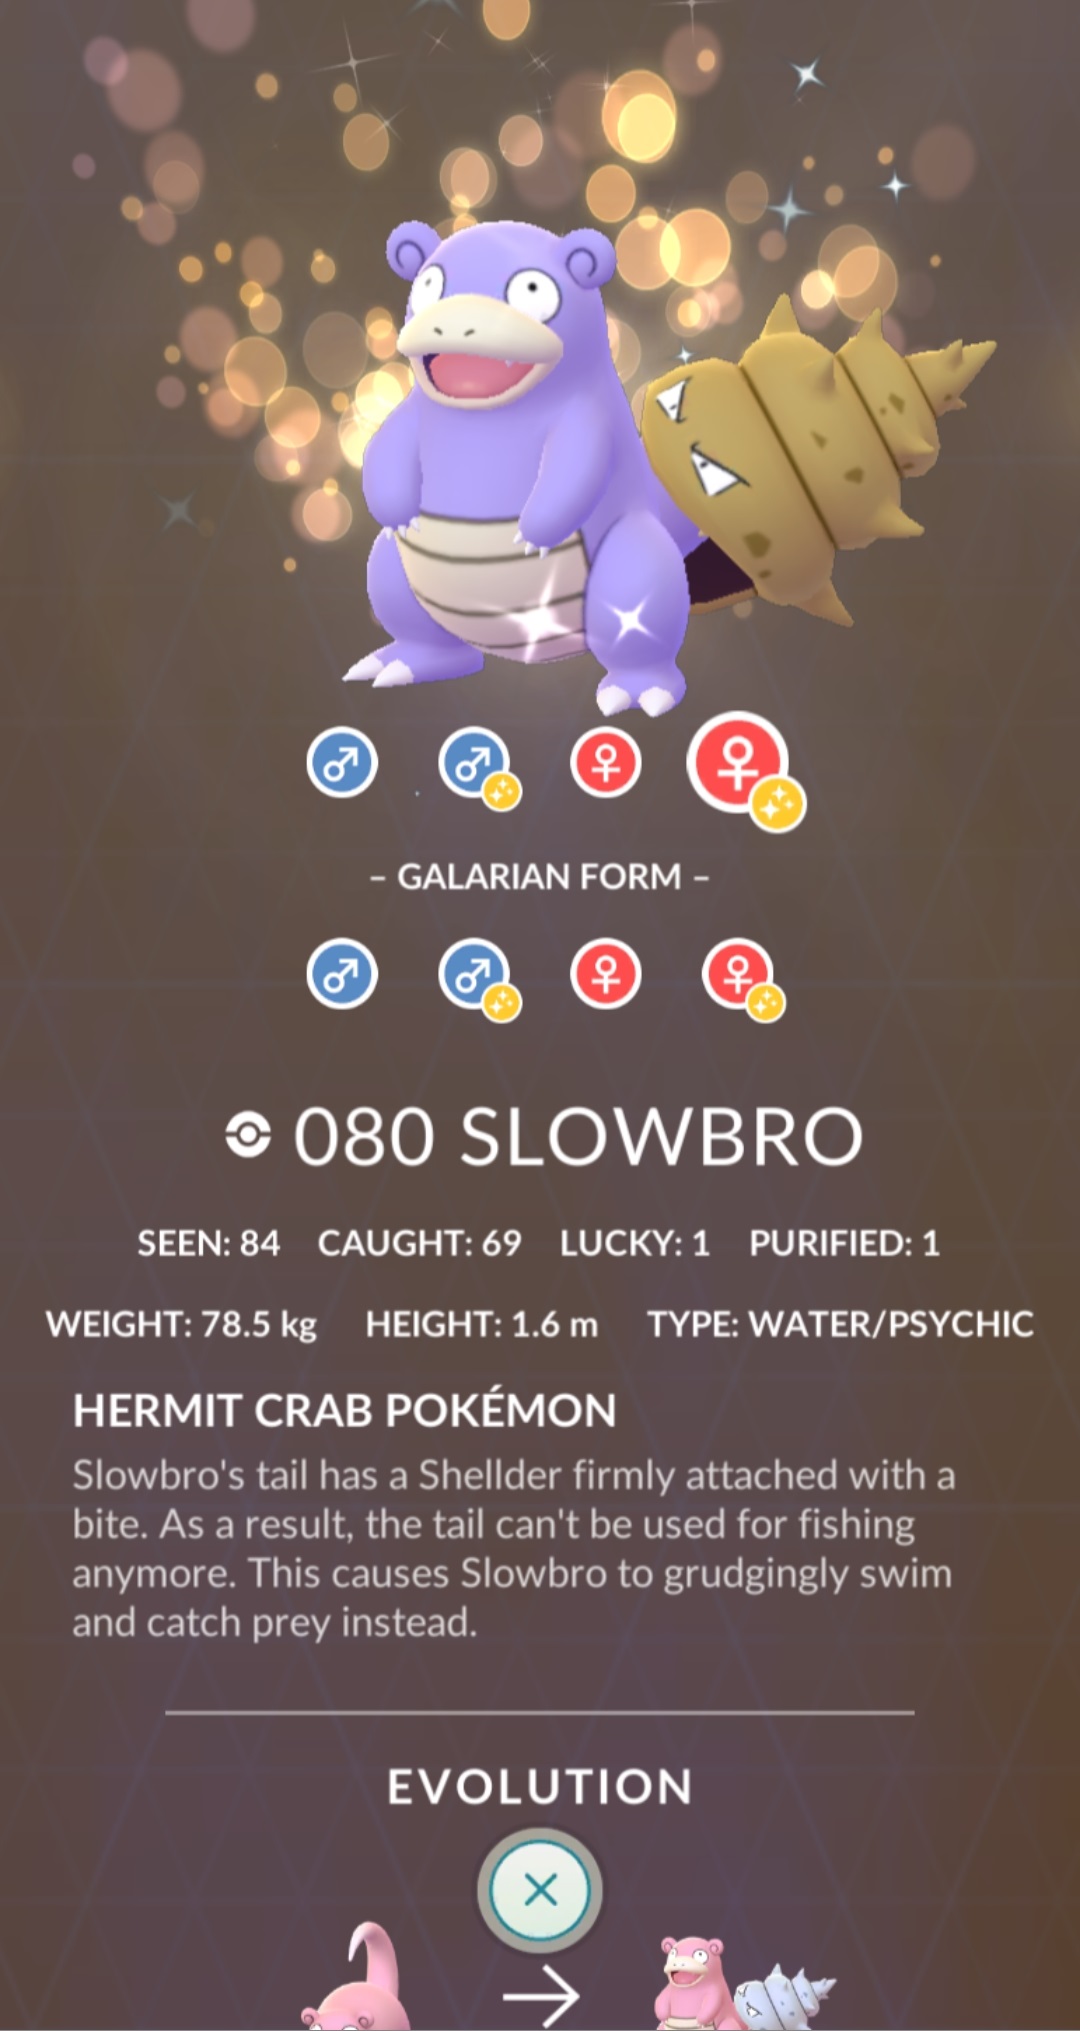 – GALARIAN FORM –
080 SLOWBRO
SEEN: 84 CAUGHT: 69 LUCKY: 1 PURIFIED: 1
WEIGHT: 78.5 kg HEIGHT: 1.6 m TYPE: WATER/PSYCHIC
HERMIT CRAB POKÉMON
Slowbro's tail has a Shellder firmly attached with a
bite. As a result, the tail can't be used for fishing
anymore. This causes Slowbro to grudgingly swim
and catch prey instead.
EVOLUTION